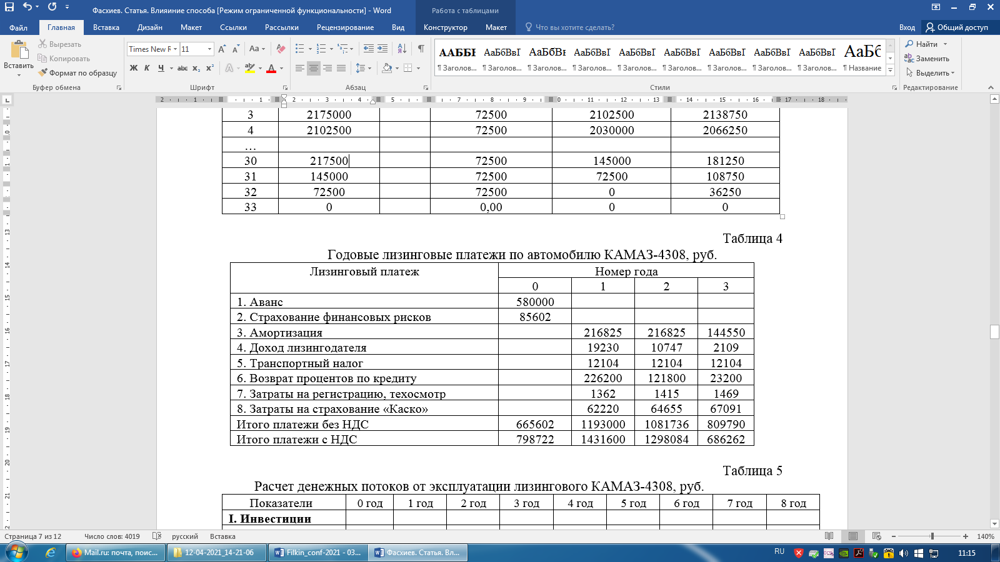 Фасхиев. Статья. Влияние способа [Режим ограниченной функциональности] - Word
Работа с таблицами
Файл Главная Вставка Дизайн Макет Ссылки Рассылки Рецензирование Вид Конструктор Макет Что вы хотите сделать? Вход Общий доступ
Вставить
Вырезать
Копировать
Формат по образцу
Буфер обмена
Times New R 11
Ж К Ч abc x₂ x²
Шрифт
Абзац
ААББІ АаБбВвГ АаБбВв АаБбВвГ АаБбВвГ АаБбВвГ АаБбВвГ АаБбВвГ АаБбВвГ АаБб
¶ Заголов... ¶ Заголов... ¶ Заголов... ¶ Заголов... ¶ Заголов... ¶ Заголов... ¶ Заголов... ¶ Заголов... ¶ Заголов... ¶ Название
Стили
Найти
Заменить
Выделить
Редактирование
3 2175000 72500 2102500 2138750
4 2102500 72500 2030000 2066250
…
30 217500 72500 145000 181250
31 145000 72500 72500 108750
32 72500 72500 0 36250
33 0 0,00 0 0
Таблица 4
Годовые лизинговые платежи по автомобилю КАМАЗ-4308, руб.
Лизинговый платеж Номер года
0 1 2 3
1. Аванс 580000
2. Страхование финансовых рисков 85602
3. Амортизация 216825 216825 144550
4. Доход лизингодателя 19230 10747 2109
5. Транспортный налог 12104 12104 12104
6. Возврат процентов по кредиту 226200 121800 23200
7. Затраты на регистрацию, техосмотр 1362 1415 1469
8. Затраты на страхование «Каско» 62220 64655 67091
Итого платежи без НДС 665602 1193000 1081736 809790
Итого платежи с НДС 798722 1431600 1298084 686262
Таблица 5
Расчет денежных потоков от эксплуатации лизингового КАМАЗ-4308, руб.
Показатели 0 год 1 год 2 год 3 год 4 год 5 год 6 год 7 год 8 год
I. Инвестиции
Страница 7 из 12 Число слов: 4019 русский Вставка 140%
Mail.ru: почта, поис... 12-04-2021_14-21-06 Filkin_conf-2021 - 03... Фасхиев. Статья. Вл... RU 11:15